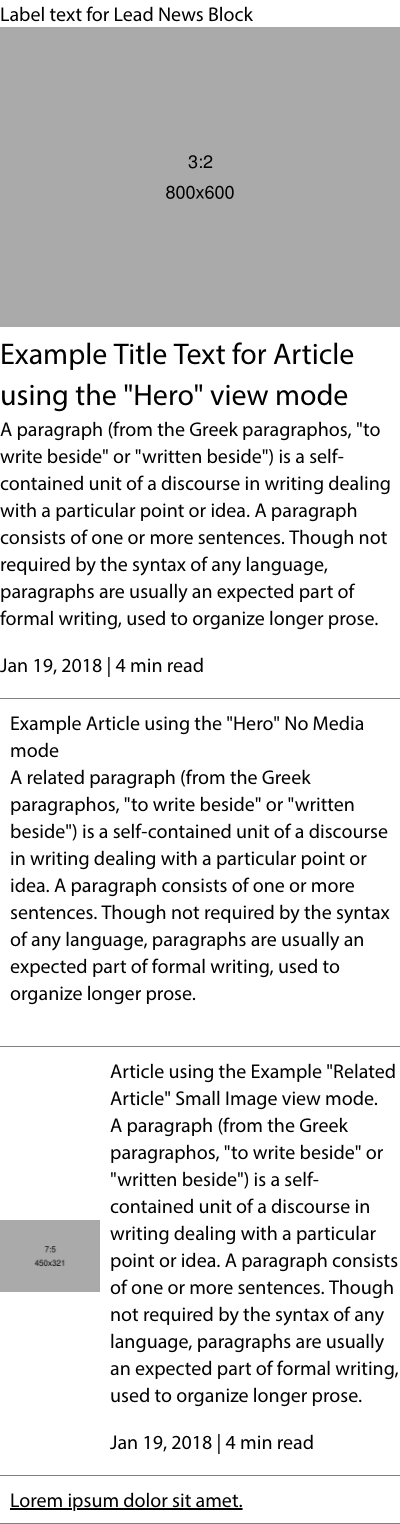 Label text for Lead News Block
3:2
800x600
Example Title Text for Article
using the "Hero" view mode
A paragraph (from the Greek paragraphos, "to
write beside" or "written beside") is a self-
contained unit of a discourse in writing dealing
with a particular point or idea. A paragraph
consists of one or more sentences. Though not
required by the syntax of any language,
paragraphs are usually an expected part of
formal writing, used to organize longer prose.
Jan 19, 2018 | 4 min read
Example Article using the "Hero" No Media
mode
A related paragraph (from the Greek
paragraphos, "to write beside" or "written
beside") is a self-contained unit of a discourse
in writing dealing with a particular point or
idea. A paragraph consists of one or more
sentences. Though not required by the syntax
of any language, paragraphs are usually an
expected part of formal writing, used to
organize longer prose.
7:5
450x321
Article using the Example "Related
Article" Small Image view mode.
A paragraph (from the Greek
paragraphos, "to write beside" or
"written beside") is a self-
contained unit of a discourse in
writing dealing with a particular
point or idea. A paragraph consists
of one or more sentences. Though
not required by the syntax of any
language, paragraphs are usually
an expected part of formal writing,
used to organize longer prose.
Jan 19, 2018 | 4 min read
Lorem ipsum dolor sit amet.